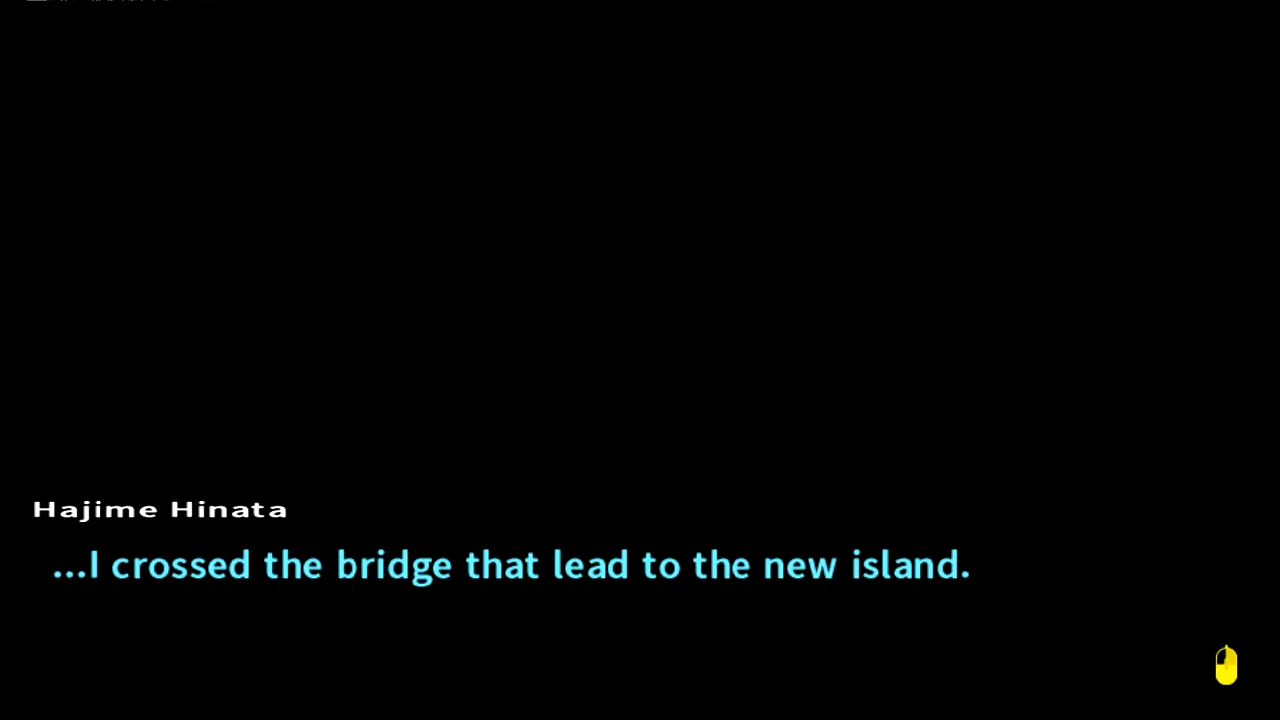 Hajime Hinata
...I crossed the bridge that lead to the new island.